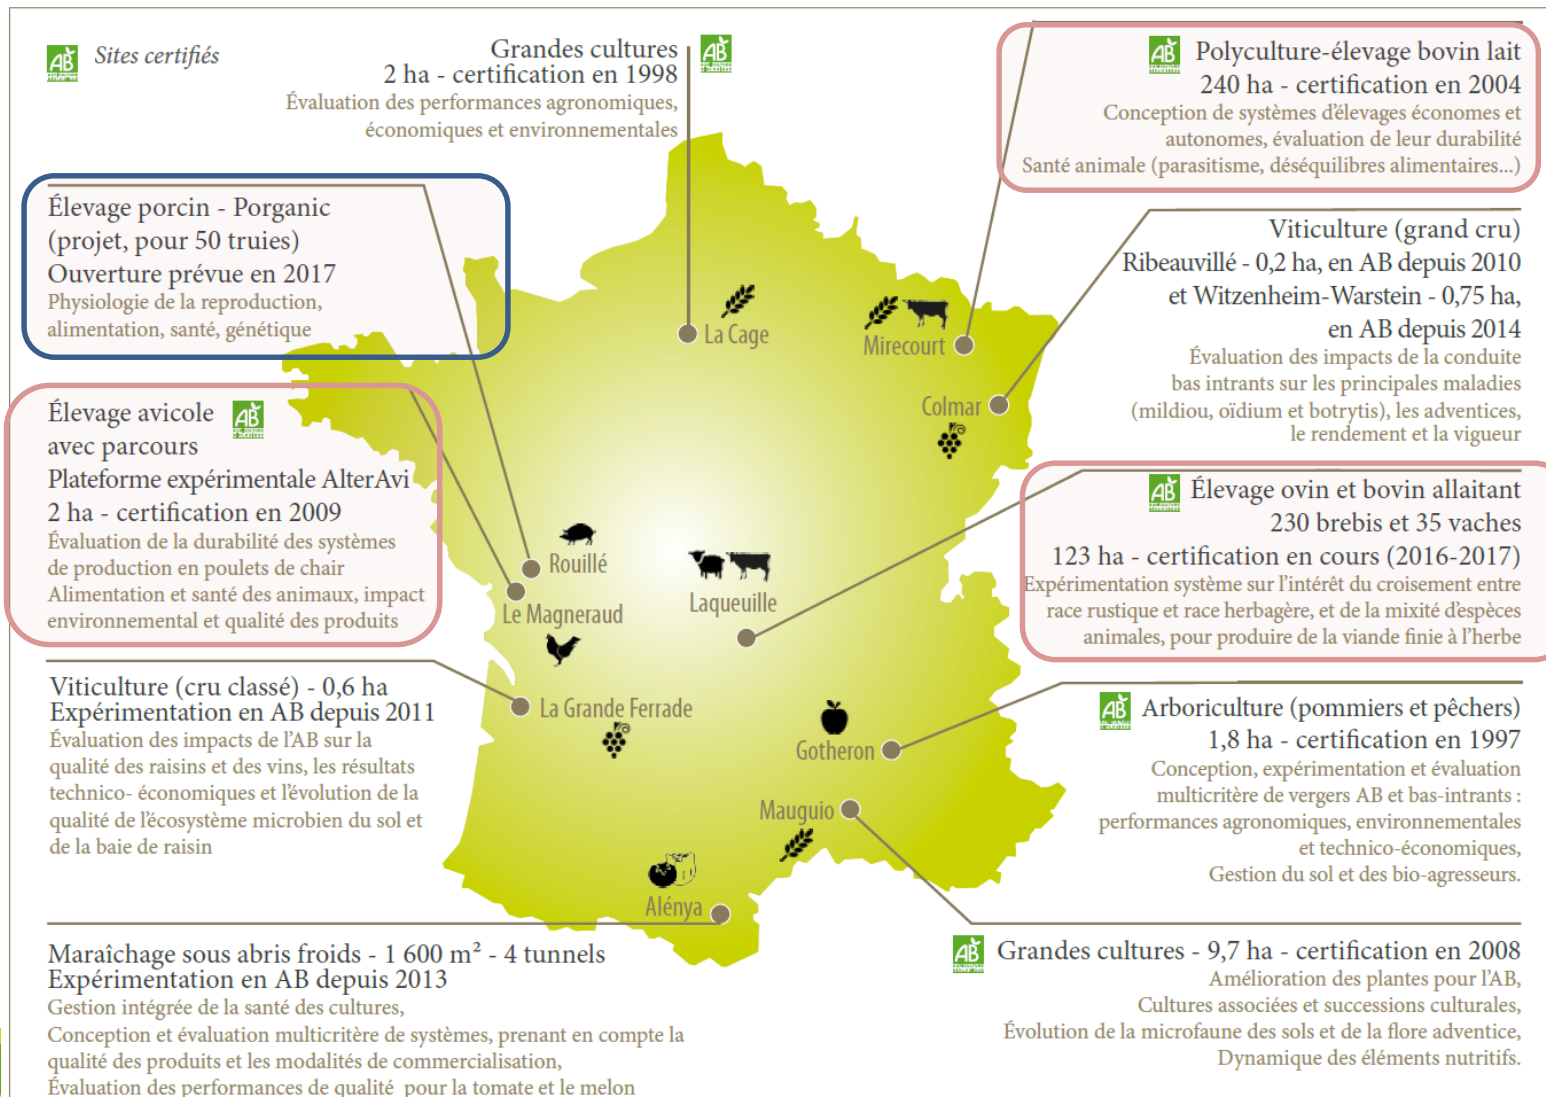 AB Sites certifiés
Grandes cultures AB
2 ha - certification en 1998
Évaluation des performances agronomiques,
économiques et environnementales
AB Polyculture-élevage bovin lait
240 ha - certification en 2004
Conception de systèmes d'élevages économes et
autonomes, évaluation de leur durabilité
Santé animale (parasitisme, déséquilibres alimentaires...)
Élevage porcin - Porganic
(projet, pour 50 truies)
Ouverture prévue en 2017
Physiologie de la reproduction,
alimentation, santé, génétique
Viticulture (grand cru)
Ribeauvillé - 0,2 ha, en AB depuis 2010
et Witzenheim-Warstein - 0,75 ha,
en AB depuis 2014
Évaluation des impacts de la conduite
bas intrants sur les principales maladies
(mildiou, oïdium et botrytis), les adventices,
le rendement et la vigueur
Élevage avicole AB
avec parcours
Plateforme expérimentale AlterAvi
2 ha - certification en 2009
Évaluation de la durabilité des systèmes
de production en poulets de chair
Alimentation et santé des animaux, impact
environnemental et qualité des produits
AB Élevage ovin et bovin allaitant
230 brebis et 35 vaches
123 ha - certification en cours (2016-2017)
Expérimentation système sur l'intérêt du croisement entre
race rustique et race herbagère, et de la mixité d'espèces
animales, pour produire de la viande finie à l'herbe
La Cage
Mirecourt
Colmar
Rouillé
Le Magneraud
Laqueuille
La Grande Ferrade
Gotheron
Mauguio
Alénya
Viticulture (cru classé) - 0,6 ha
Expérimentation en AB depuis 2011
Évaluation des impacts de l'AB sur la
qualité des raisins et des vins, les résultats
technico- économiques et l'évolution de la
qualité de l'écosystème microbien du sol et
de la baie de raisin
AB Arboriculture (pommiers et pêchers)
1,8 ha - certification en 1997
Conception, expérimentation et évaluation
multicritère de vergers AB et bas-intrants :
performances agronomiques, environnementales
et technico-économiques,
Gestion du sol et des bio-agresseurs.
Maraîchage sous abris froids - 1 600 m² - 4 tunnels
Expérimentation en AB depuis 2013
Gestion intégrée de la santé des cultures,
Conception et évaluation multicritère de systèmes, prenant en compte la
qualité des produits et les modalités de commercialisation,
Évaluation des performances de qualité pour la tomate et le melon
AB Grandes cultures - 9,7 ha - certification en 2008
Amélioration des plantes pour l'AB,
Cultures associées et successions culturales,
Évolution de la microfaune des sols et de la flore adventice,
Dynamique des éléments nutritifs.